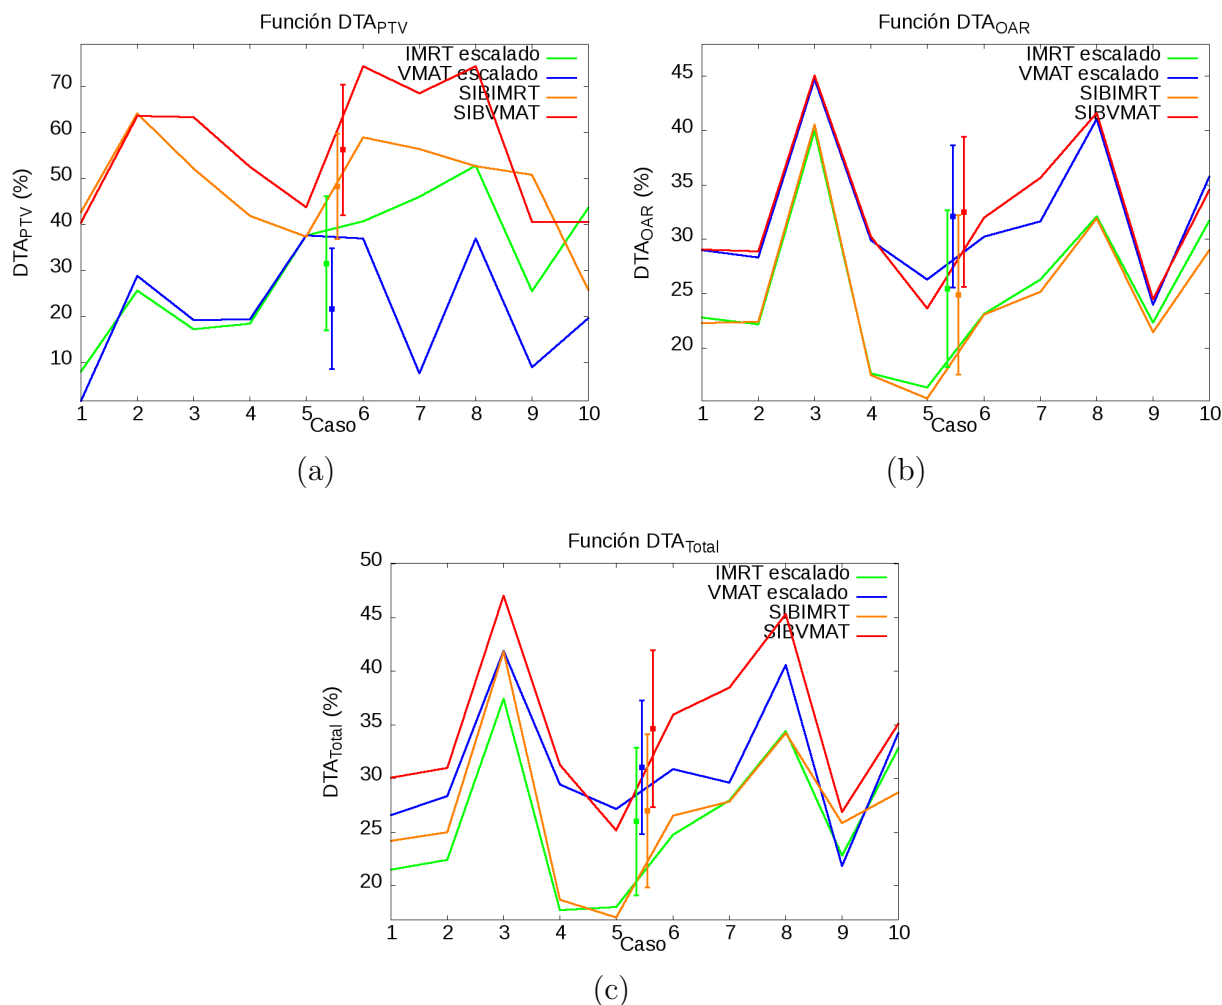 Función DTA_PTV
IMRT escalado
VMAT escalado
SIBIMRT
SIBVMAT
DTA_PTV (%)
70
60
50
40
30
20
10
1 2 3 4 5 6 7 8 9 10
Caso
(a)
Función DTA_OAR
IMRT escalado
VMAT escalado
SIBIMRT
SIBVMAT
DTA_OAR (%)
45
40
35
30
25
20
1 2 3 4 5 6 7 8 9 10
Caso
(b)
Función DTA_Total
IMRT escalado
VMAT escalado
SIBIMRT
SIBVMAT
DTA_Total (%)
50
45
40
35
30
25
20
1 2 3 4 5 6 7 8 9 10
Caso
(c)